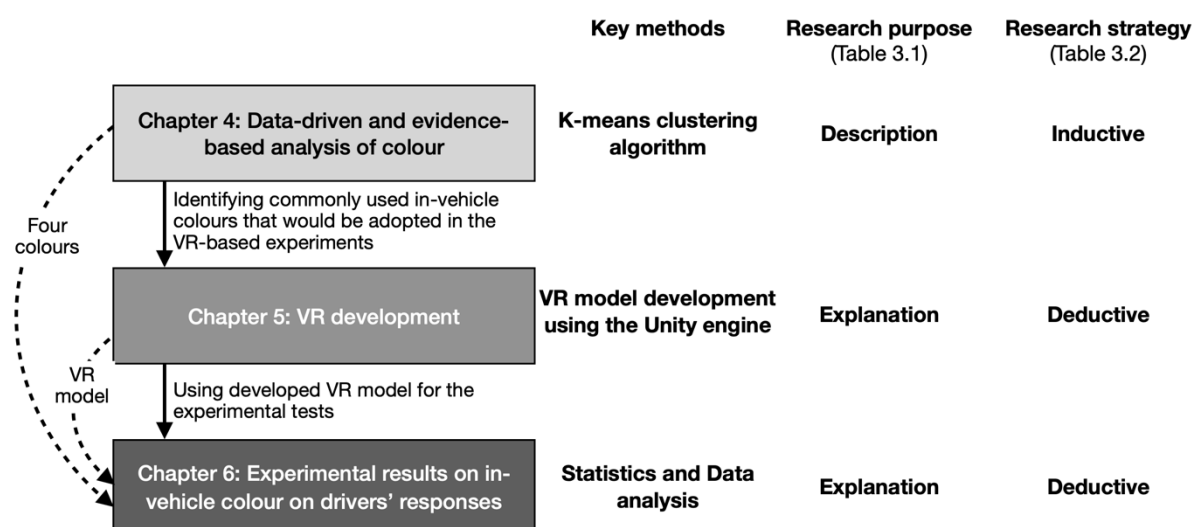 Key methods
Research purpose
(Table 3.1)
Research strategy
(Table 3.2)
Chapter 4: Data-driven and evidence-
based analysis of colour
K-means clustering
algorithm
Description
Inductive
Identifying commonly used in-vehicle
colours that would be adopted in the
VR-based experiments
Four
colours
Chapter 5: VR development
VR model development
using the Unity engine
Explanation
Deductive
VR
model
Using developed VR model for the
experimental tests
Chapter 6: Experimental results on in-
vehicle colour on drivers’ responses
Statistics and Data
analysis
Explanation
Deductive